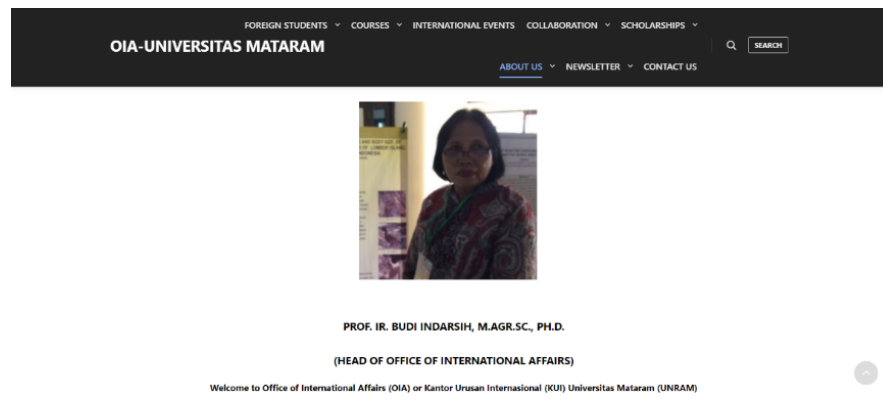 FOREIGN STUDENTS COURSES INTERNATIONAL EVENTS COLLABORATION SCHOLARSHIPS
OIA-UNIVERSITAS MATARAM
SEARCH
ABOUT US NEWSLETTER CONTACT US
PROF. IR. BUDI INDARSIH, M.AGR.SC., PH.D.
(HEAD OF OFFICE OF INTERNATIONAL AFFAIRS)
Welcome to Office of International Affairs (OIA) or Kantor Urusan Internasional (KUI) Universitas Mataram (UNRAM)